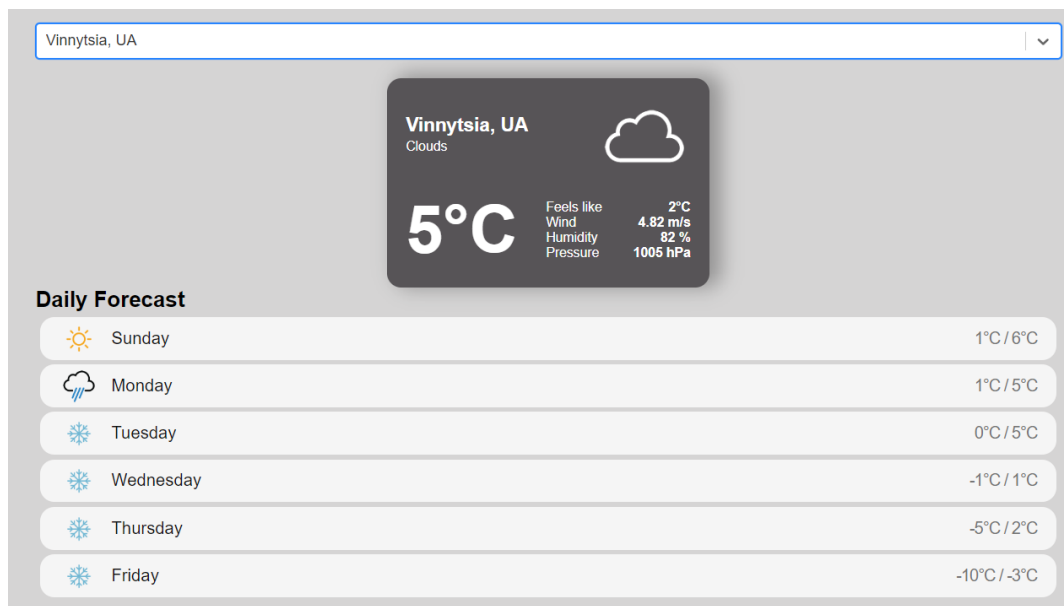 Vinnytsia, UA
Vinnytsia, UA
Clouds
5°C
Feels like 2°C
Wind 4.82 m/s
Humidity 82 %
Pressure 1005 hPa
Daily Forecast
Sunday 1°C / 6°C
Monday 1°C / 5°C
Tuesday 0°C / 5°C
Wednesday -1°C / 1°C
Thursday -5°C / 2°C
Friday -10°C / -3°C